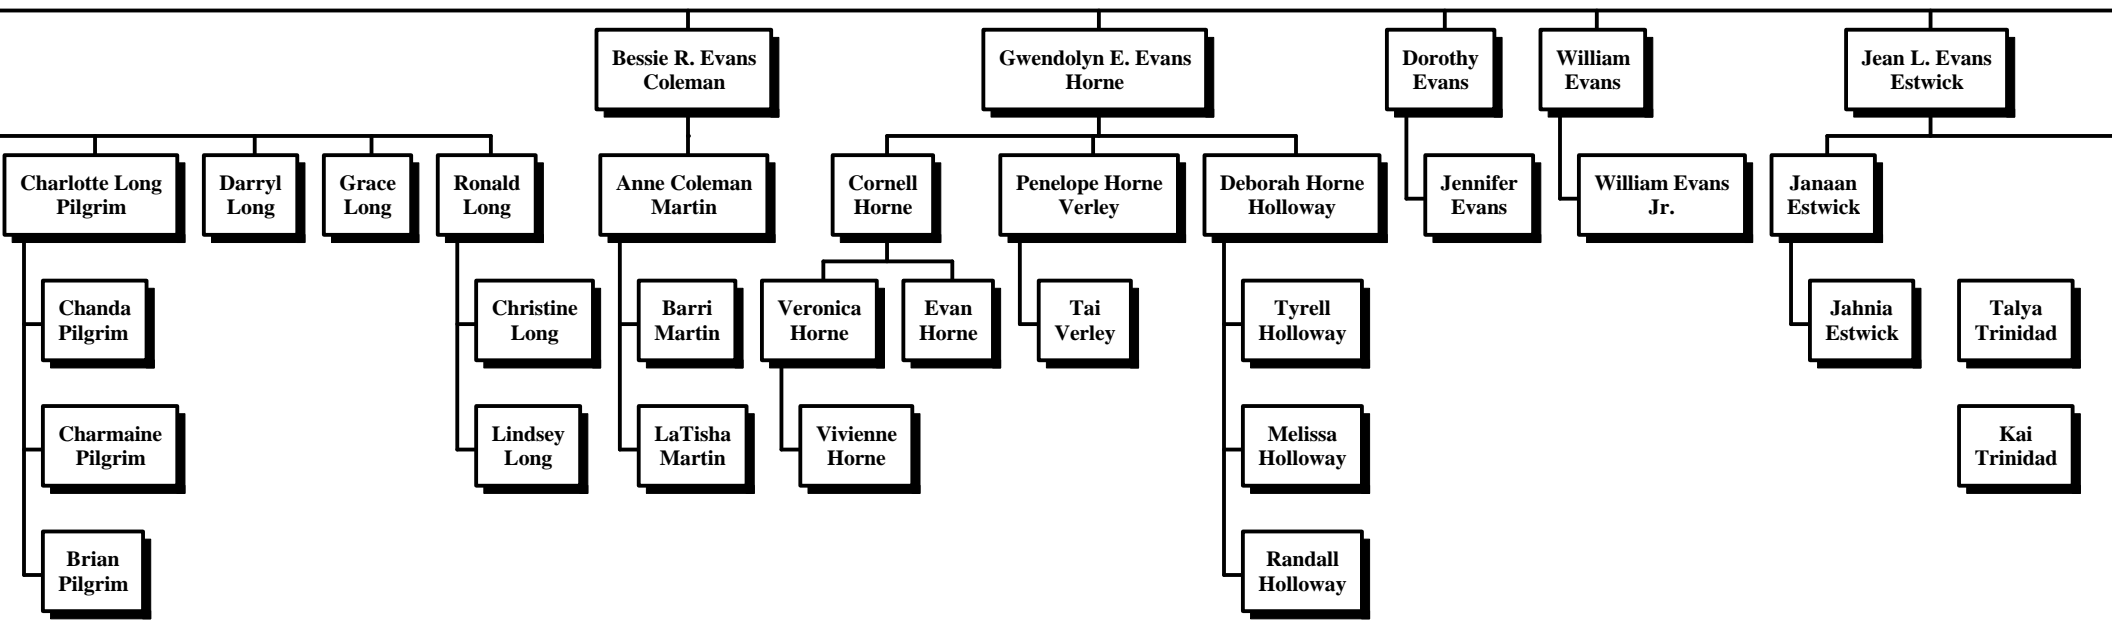 Bessie R. Evans
Coleman
Gwendolyn E. Evans
Horne
Dorothy
Evans
William
Evans
Jean L. Evans
Estwick
Charlotte Long
Pilgrim
Darryl
Long
Grace
Long
Ronald
Long
Anne Coleman
Martin
Cornell
Horne
Penelope Horne
Verley
Deborah Horne
Holloway
Jennifer
Evans
William Evans
Jr.
Janaan
Estwick
Chanda
Pilgrim
Christine
Long
Barri
Martin
Veronica
Horne
Evan
Horne
Tai
Verley
Tyrell
Holloway
Jahnia
Estwick
Talya
Trinidad
Charmaine
Pilgrim
Lindsey
Long
LaTisha
Martin
Vivienne
Horne
Melissa
Holloway
Kai
Trinidad
Brian
Pilgrim
Randall
Holloway